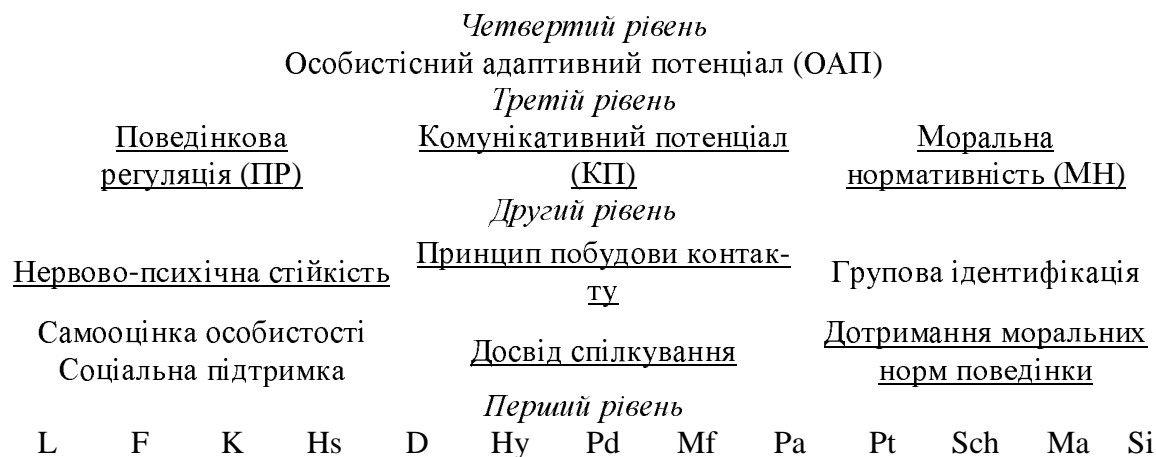 Четвертий рівень
Особистісний адаптивний потенціал (ОАП)
Третій рівень
Поведінкова Комунікативний потенціал Моральна
регуляція (ПР) (КП) нормативність (МН)
Другий рівень
Нервово-психічна стійкість Принцип побудови контак-
ту Групова ідентифікація
Самооцінка особистості
Соціальна підтримка Досвід спілкування Дотримання моральних
норм поведінки
Перший рівень
L F K Hs D Hy Pd Mf Pa Pt Sch Ma Si